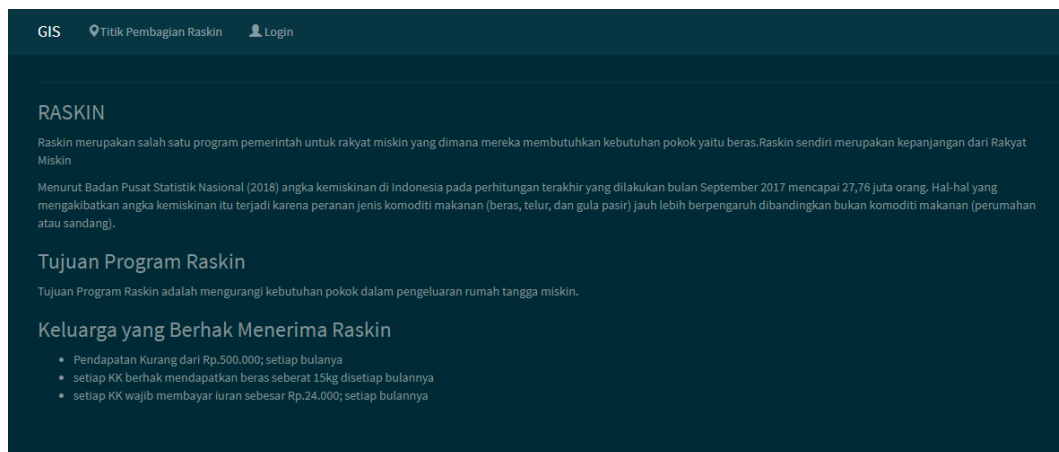 GIS Titik Pembagian Raskin Login
RASKIN
Raskin merupakan salah satu program pemerintah untuk rakyat miskin yang dimana mereka membutuhkan kebutuhan pokok yaitu beras.Raskin sendiri merupakan kepanjangan dari Rakyat
Miskin
Menurut Badan Pusat Statistik Nasional (2018) angka kemiskinan di Indonesia pada perhitungan terakhir yang dilakukan bulan September 2017 mencapai 27,76 juta orang. Hal-hal yang
mengakibatkan angka kemiskinan itu terjadi karena peranan jenis komoditi makanan (beras, telur, dan gula pasir) jauh lebih berpengaruh dibandingkan bukan komoditi makanan (perumahan
atau sandang).
Tujuan Program Raskin
Tujuan Program Raskin adalah mengurangi kebutuhan pokok dalam pengeluaran rumah tangga miskin.
Keluarga yang Berhak Menerima Raskin
• Pendapatan Kurang dari Rp.500.000; setiap bulanya
• setiap KK berhak mendapatkan beras seberat 15kg disetiap bulannya
• setiap KK wajib membayar iuran sebesar Rp.24.000; setiap bulannya